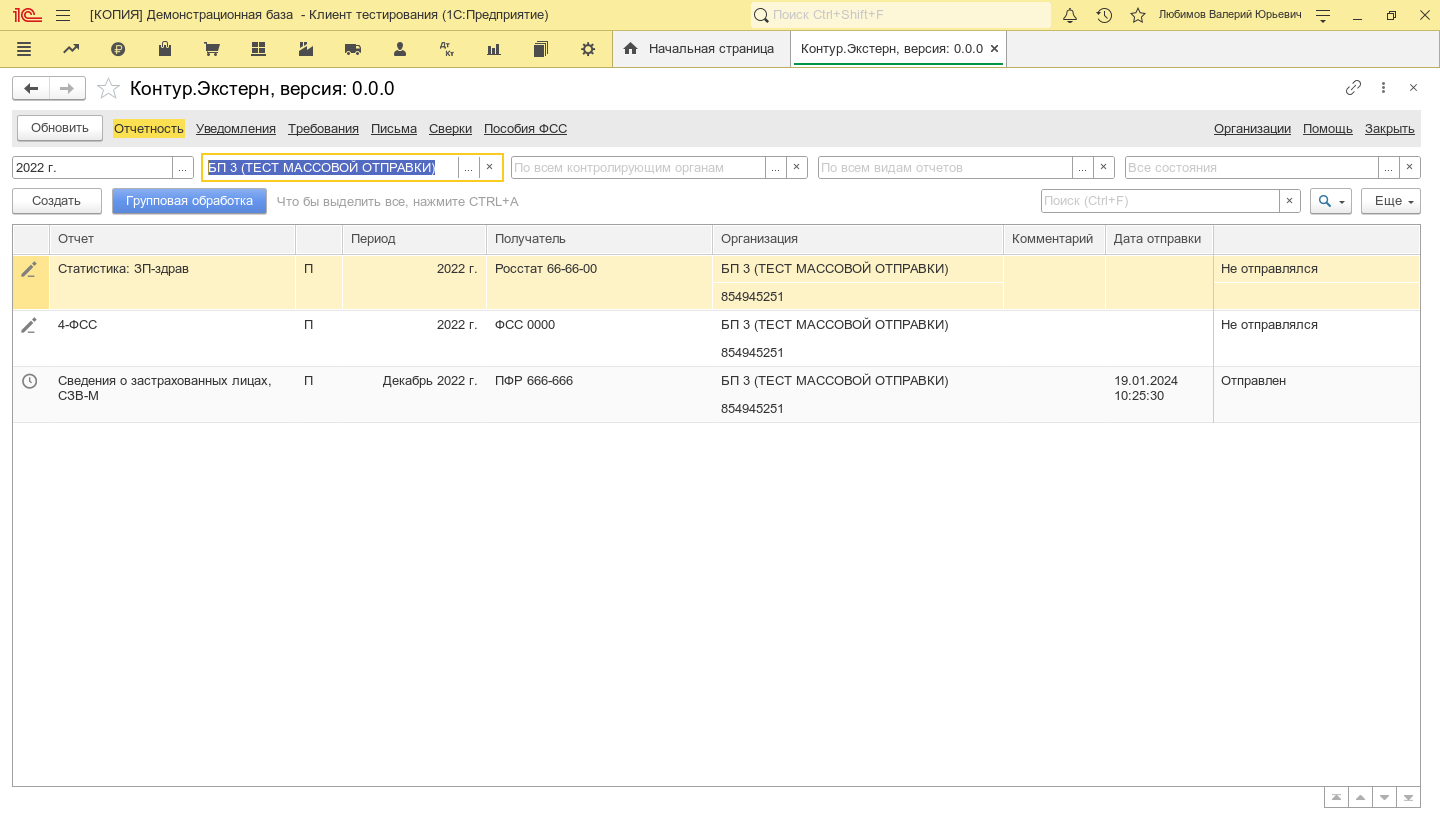 [КОПИЯ] Демонстрационная база - Клиент тестирования (1С:Предприятие)
Поиск Ctrl+Shift+F
Любимов Валерий Юрьевич
Дт Кт
Начальная страница
Контур.Экстерн, версия: 0.0.0 ×
Контур.Экстерн, версия: 0.0.0
Обновить Отчетность Уведомления Требования Письма Сверки Пособия ФСС Организации Помощь Закрыть
2022 г. ... БП 3 (ТЕСТ МАССОВОЙ ОТПРАВКИ) ... × По всем контролирующим органам ... × По всем видам отчетов ... × Все состояния ... ×
Создать Групповая обработка Что бы выделить все, нажмите CTRL+A Поиск (Ctrl+F) × Еще
Отчет Период Получатель Организация Комментарий Дата отправки
Статистика: ЗП-здрав П 2022 г. Росстат 66-66-00 БП 3 (ТЕСТ МАССОВОЙ ОТПРАВКИ) Не отправлялся
854945251
4-ФСС П 2022 г. ФСС 0000 БП 3 (ТЕСТ МАССОВОЙ ОТПРАВКИ) Не отправлялся
854945251
Сведения о застрахованных лицах, П Декабрь 2022 г. ПФР 666-666 БП 3 (ТЕСТ МАССОВОЙ ОТПРАВКИ) 19.01.2024 Отправлен
СЗВ-М 10:25:30
854945251